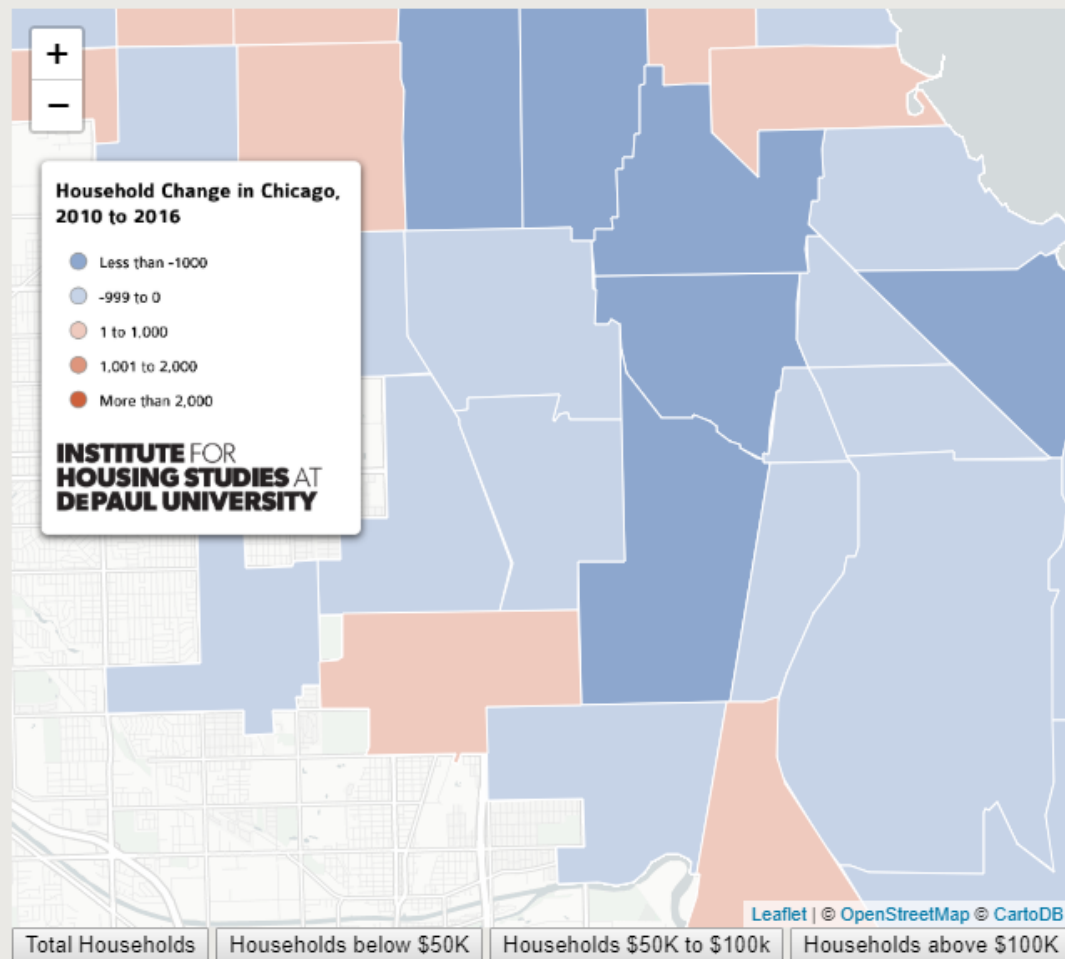 +
−
Household Change in Chicago,
2010 to 2016
Less than -1000
-999 to 0
1 to 1,000
1,001 to 2,000
More than 2,000
INSTITUTE FOR
HOUSING STUDIES AT
DEPAUL UNIVERSITY
Leaflet | © OpenStreetMap © CartoDB
Total Households Households below $50K Households $50K to $100k Households above $100K